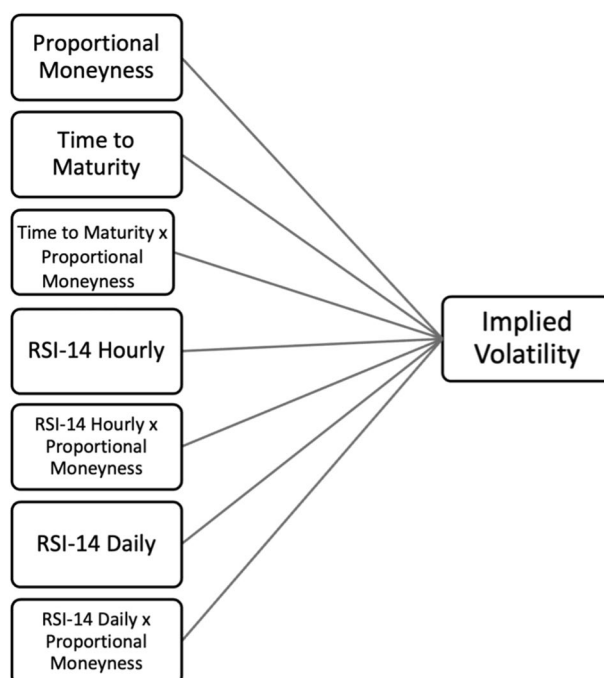 Proportional
Moneyness
Time to
Maturity
Time to Maturity x
Proportional
Moneyness
RSI-14 Hourly
RSI-14 Hourly x
Proportional
Moneyness
RSI-14 Daily
RSI-14 Daily x
Proportional
Moneyness
Implied
Volatility